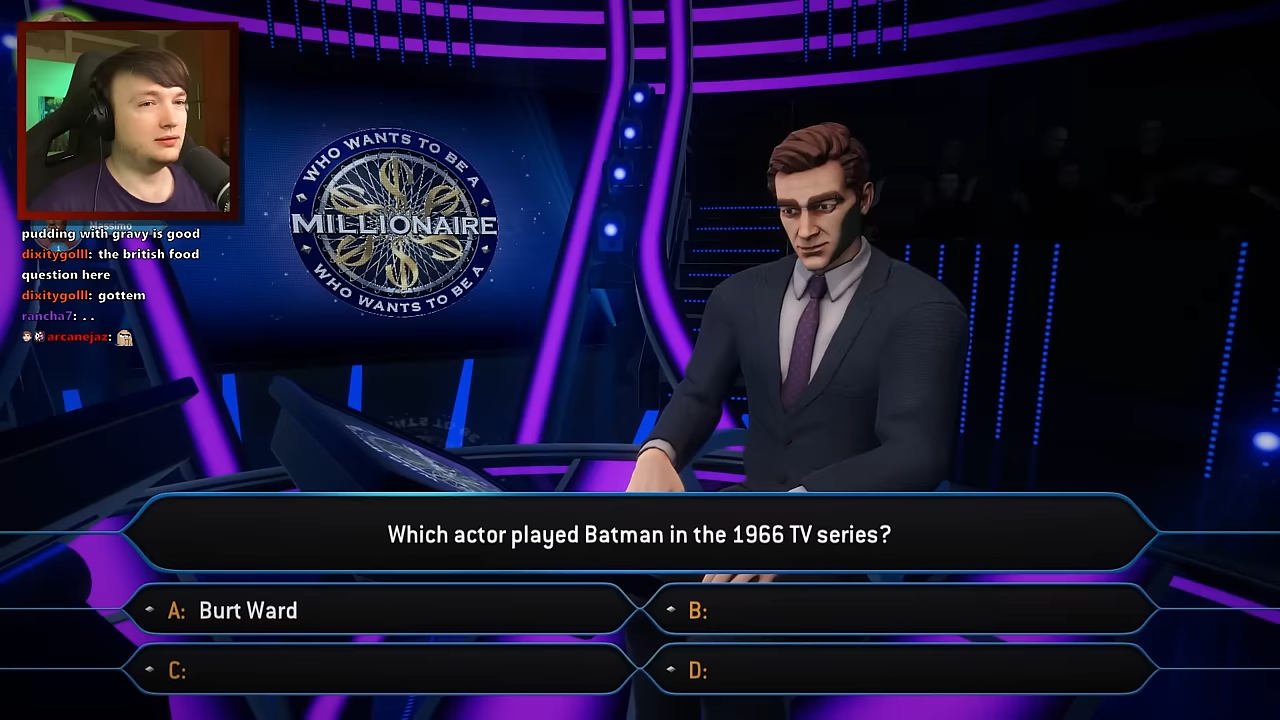 WHO WANTS TO BE A
MILLIONAIRE
WHO WANTS TO BE A
pudding with gravy is good
dixitygolll: the british food
question here
dixitygolll: gottem
rancha7: . .
arcanejaz:
Which actor played Batman in the 1966 TV series?
A: Burt Ward
B:
C:
D: